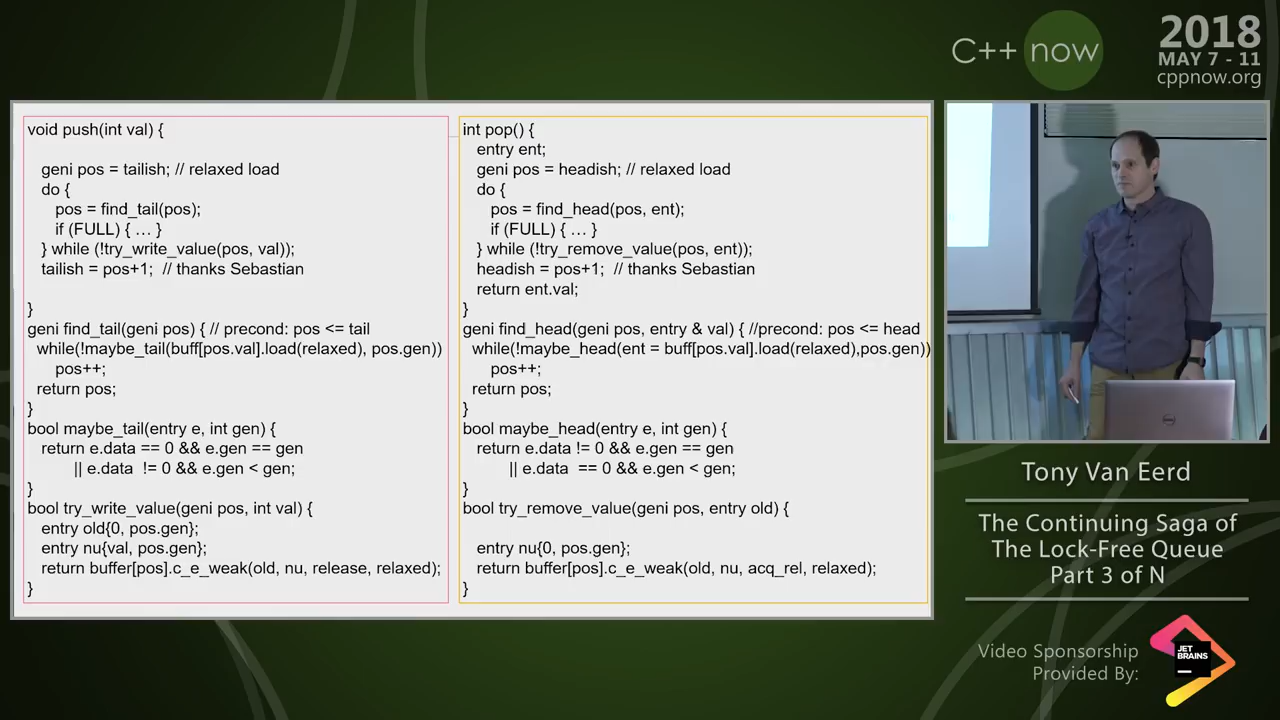 C++ now
2018
MAY 7 - 11
cppnow.org
void push(int val) {
geni pos = tailish; // relaxed load
do {
pos = find_tail(pos);
if (FULL) { ... }
} while (!try_write_value(pos, val));
tailish = pos+1;  // thanks Sebastian
}
geni find_tail(geni pos) { // precond: pos <= tail
while(!maybe_tail(buff[pos.val].load(relaxed), pos.gen))
pos++;
return pos;
}
bool maybe_tail(entry e, int gen) {
return e.data == 0 && e.gen == gen
|| e.data  != 0 && e.gen < gen;
}
bool try_write_value(geni pos, int val) {
entry old{0, pos.gen};
entry nu{val, pos.gen};
return buffer[pos].c_e_weak(old, nu, release, relaxed);
}
int pop() {
entry ent;
geni pos = headish; // relaxed load
do {
pos = find_head(pos, ent);
if (FULL) { ... }
} while (!try_remove_value(pos, ent));
headish = pos+1;  // thanks Sebastian
return ent.val;
}
geni find_head(geni pos, entry & val) { //precond: pos <= head
while(!maybe_head(ent = buff[pos.val].load(relaxed),pos.gen))
pos++;
return pos;
}
bool maybe_head(entry e, int gen) {
return e.data != 0 && e.gen == gen
|| e.data  == 0 && e.gen < gen;
}
bool try_remove_value(geni pos, entry old) {
entry nu{0, pos.gen};
return buffer[pos].c_e_weak(old, nu, acq_rel, relaxed);
}
Tony Van Eerd
The Continuing Saga of
The Lock-Free Queue
Part 3 of N
Video Sponsorship
Provided By:
JET
BRAINS